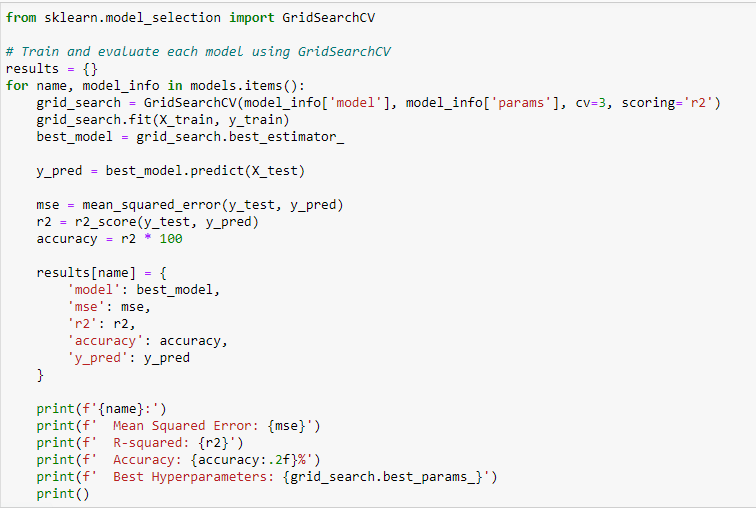 from sklearn.model_selection import GridSearchCV

# Train and evaluate each model using GridSearchCV
results = {}
for name, model_info in models.items():
    grid_search = GridSearchCV(model_info['model'], model_info['params'], cv=3, scoring='r2')
    grid_search.fit(X_train, y_train)
    best_model = grid_search.best_estimator_

    y_pred = best_model.predict(X_test)

    mse = mean_squared_error(y_test, y_pred)
    r2 = r2_score(y_test, y_pred)
    accuracy = r2 * 100

    results[name] = {
        'model': best_model,
        'mse': mse,
        'r2': r2,
        'accuracy': accuracy,
        'y_pred': y_pred
    }

    print(f'{name}:')
    print(f'  Mean Squared Error: {mse}')
    print(f'  R-squared: {r2}')
    print(f'  Accuracy: {accuracy:.2f}%')
    print(f'  Best Hyperparameters: {grid_search.best_params_}')
    print()